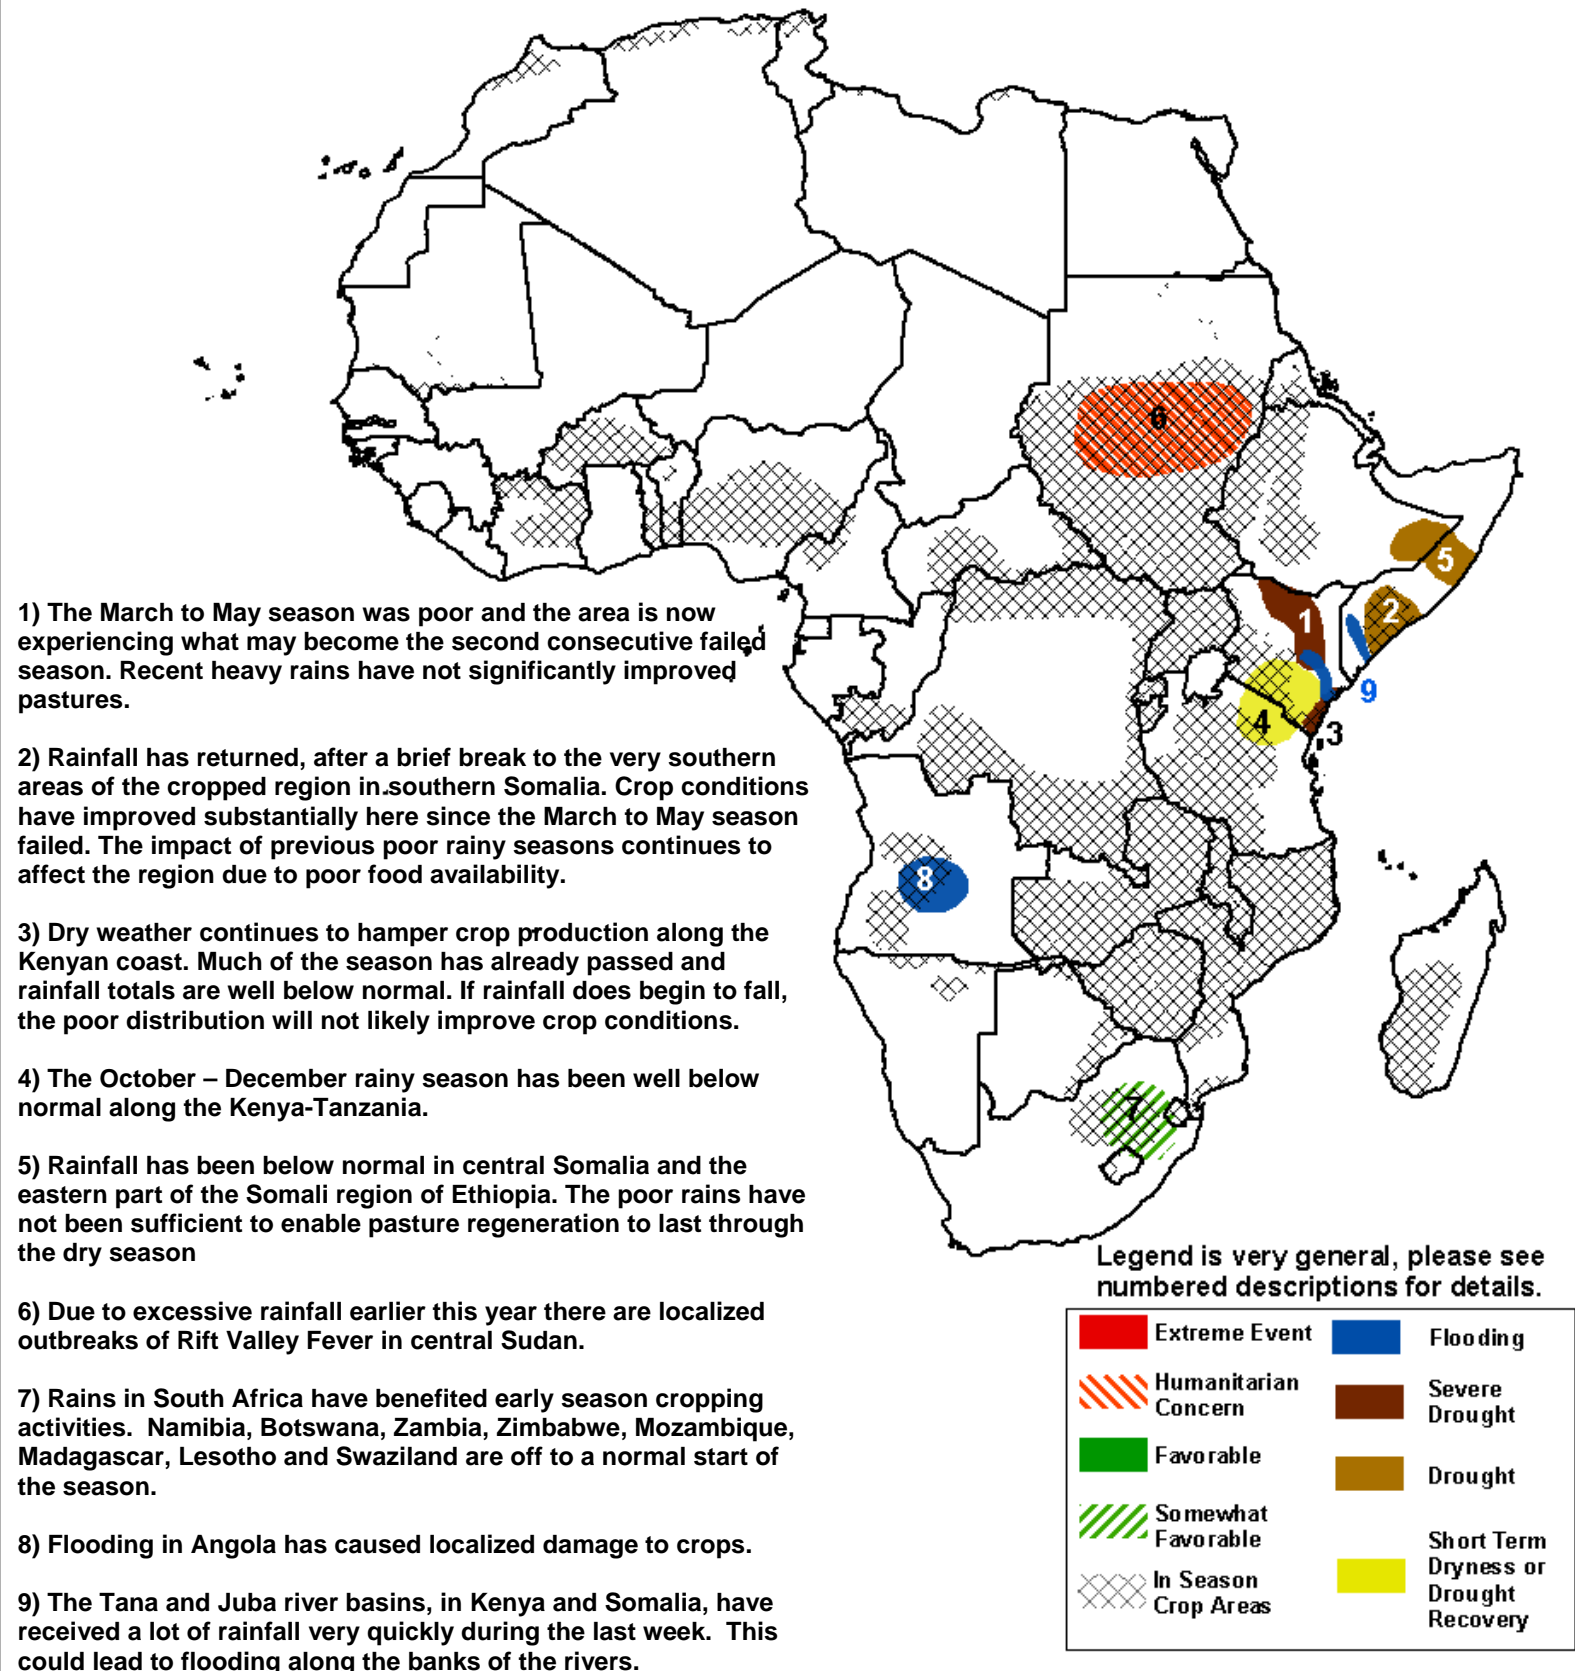 1) The March to May season was poor and the area is now
experiencing what may become the second consecutive failed
season. Recent heavy rains have not significantly improved
pastures.
2) Rainfall has returned, after a brief break to the very southern
areas of the cropped region in southern Somalia. Crop conditions
have improved substantially here since the March to May season
failed. The impact of previous poor rainy seasons continues to
affect the region due to poor food availability.
3) Dry weather continues to hamper crop production along the
Kenyan coast. Much of the season has already passed and
rainfall totals are well below normal. If rainfall does begin to fall,
the poor distribution will not likely improve crop conditions.
4) The October – December rainy season has been well below
normal along the Kenya-Tanzania.
5) Rainfall has been below normal in central Somalia and the
eastern part of the Somali region of Ethiopia. The poor rains have
not been sufficient to enable pasture regeneration to last through
the dry season
6) Due to excessive rainfall earlier this year there are localized
outbreaks of Rift Valley Fever in central Sudan.
7) Rains in South Africa have benefited early season cropping
activities.  Namibia, Botswana, Zambia, Zimbabwe, Mozambique,
Madagascar, Lesotho and Swaziland are off to a normal start of
the season.
8) Flooding in Angola has caused localized damage to crops.
9) The Tana and Juba river basins, in Kenya and Somalia, have
received a lot of rainfall very quickly during the last week.  This
could lead to flooding along the banks of the rivers.
6
5
2
1
9
4
3
8
7
Legend is very general, please see
numbered descriptions for details.
Extreme Event
Humanitarian
Concern
Favorable
Somewhat
Favorable
In Season
Crop Areas
Flooding
Severe
Drought
Drought
Short Term
Dryness or
Drought
Recovery